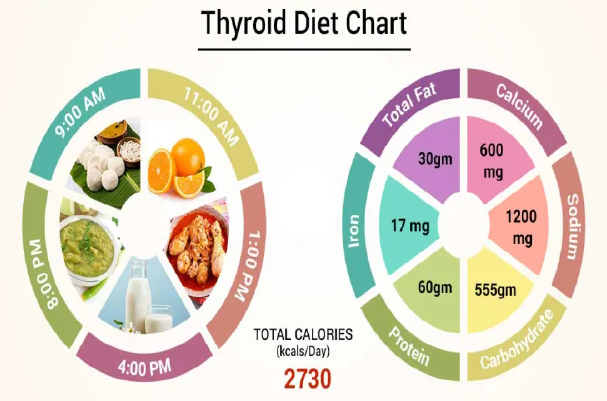 Thyroid Diet Chart
9:00 AM
11:00 AM
1:00 PM
4:00 PM
8:00 PM
TOTAL CALORIES
(kcals/Day)
2730
Total Fat
30gm
Calcium
600
mg
Sodium
1200
mg
Carbohydrate
555gm
Protein
60gm
Iron
17 mg